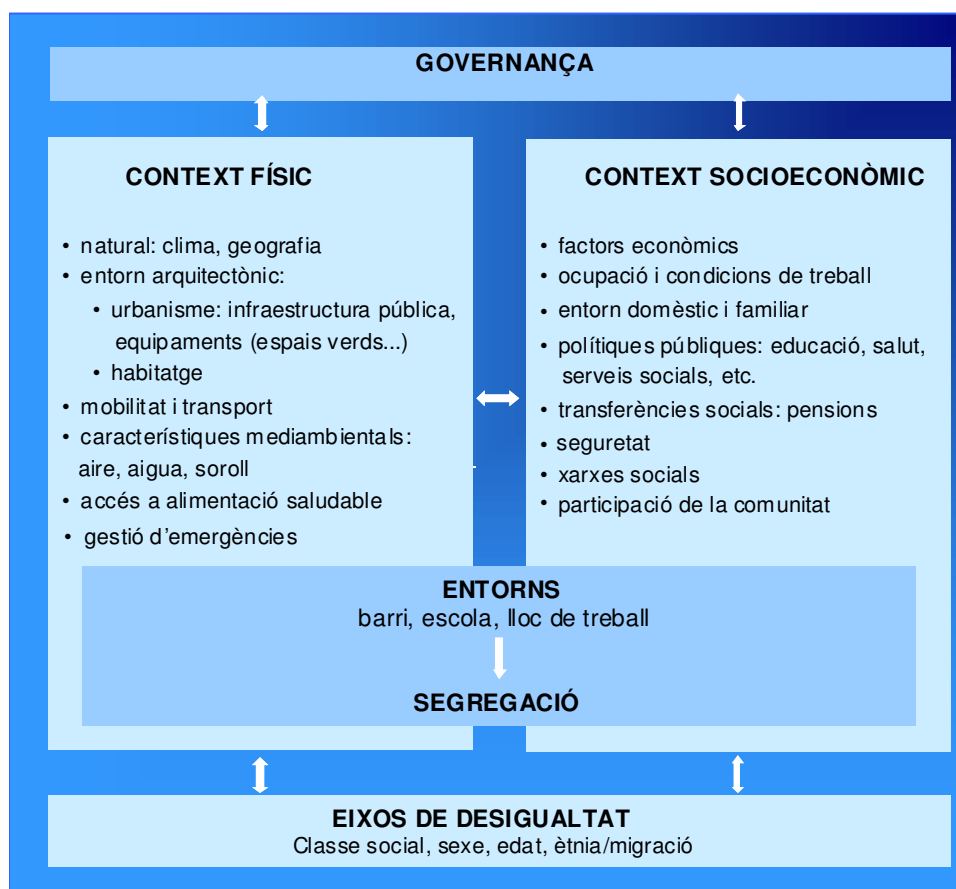 GOVERNANÇA
CONTEXT FÍSIC
• natural: clima, geografia
• entorn arquitectònic:
• urbanisme: infraestructura pública,
equipaments (espais verds...)
• habitatge
• mobilitat i transport
• característiques mediambientals:
aire, aigua, soroll
• accés a alimentació saludable
• gestió d'emergències
CONTEXT SOCIOECONÒMIC
• factors econòmics
• ocupació i condicions de treball
• entorn domèstic i familiar
• polítiques públiques: educació, salut,
serveis socials, etc.
• transferències socials: pensions
• seguretat
• xarxes socials
• participació de la comunitat
ENTORNS
barri, escola, lloc de treball
SEGREGACIÓ
EIXOS DE DESIGUALTAT
Classe social, sexe, edat, ètnia/migració